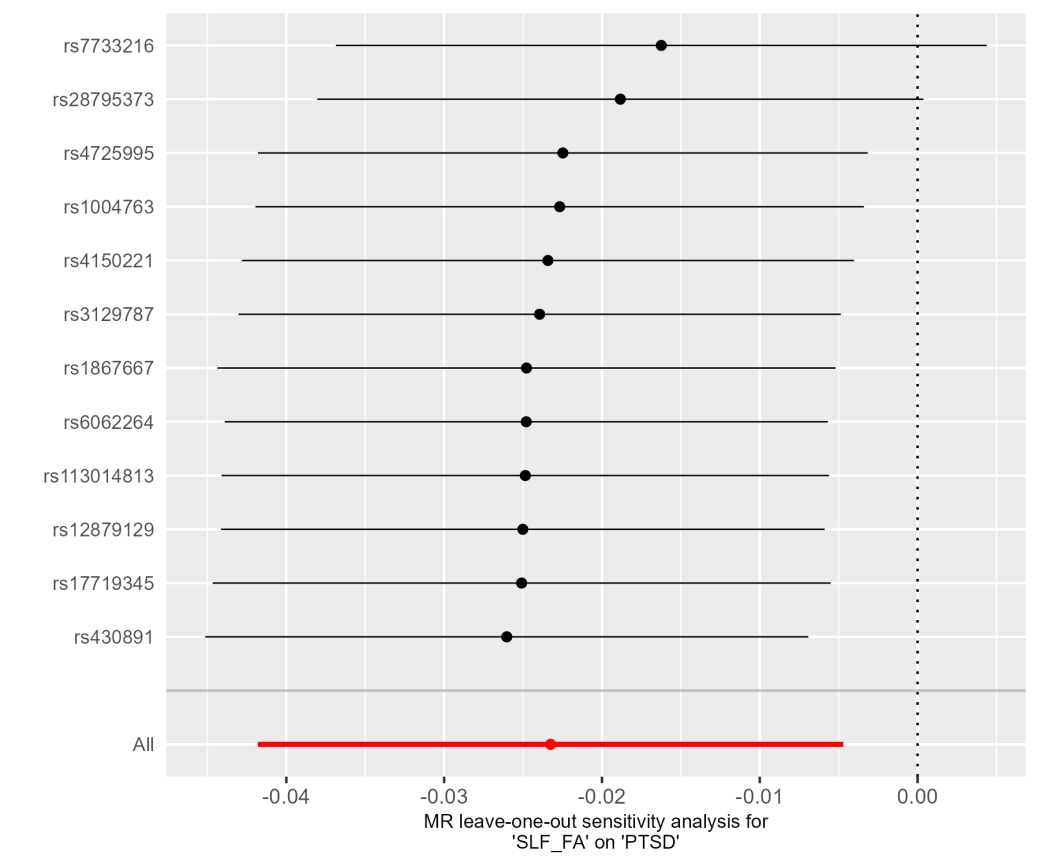 rs7733216
rs28795373
rs4725995
rs1004763
rs4150221
rs3129787
rs1867667
rs6062264
rs113014813
rs12879129
rs17719345
rs430891
All
-0.04 -0.03 -0.02 -0.01 0.00
MR leave-one-out sensitivity analysis for
'SLF_FA' on 'PTSD'